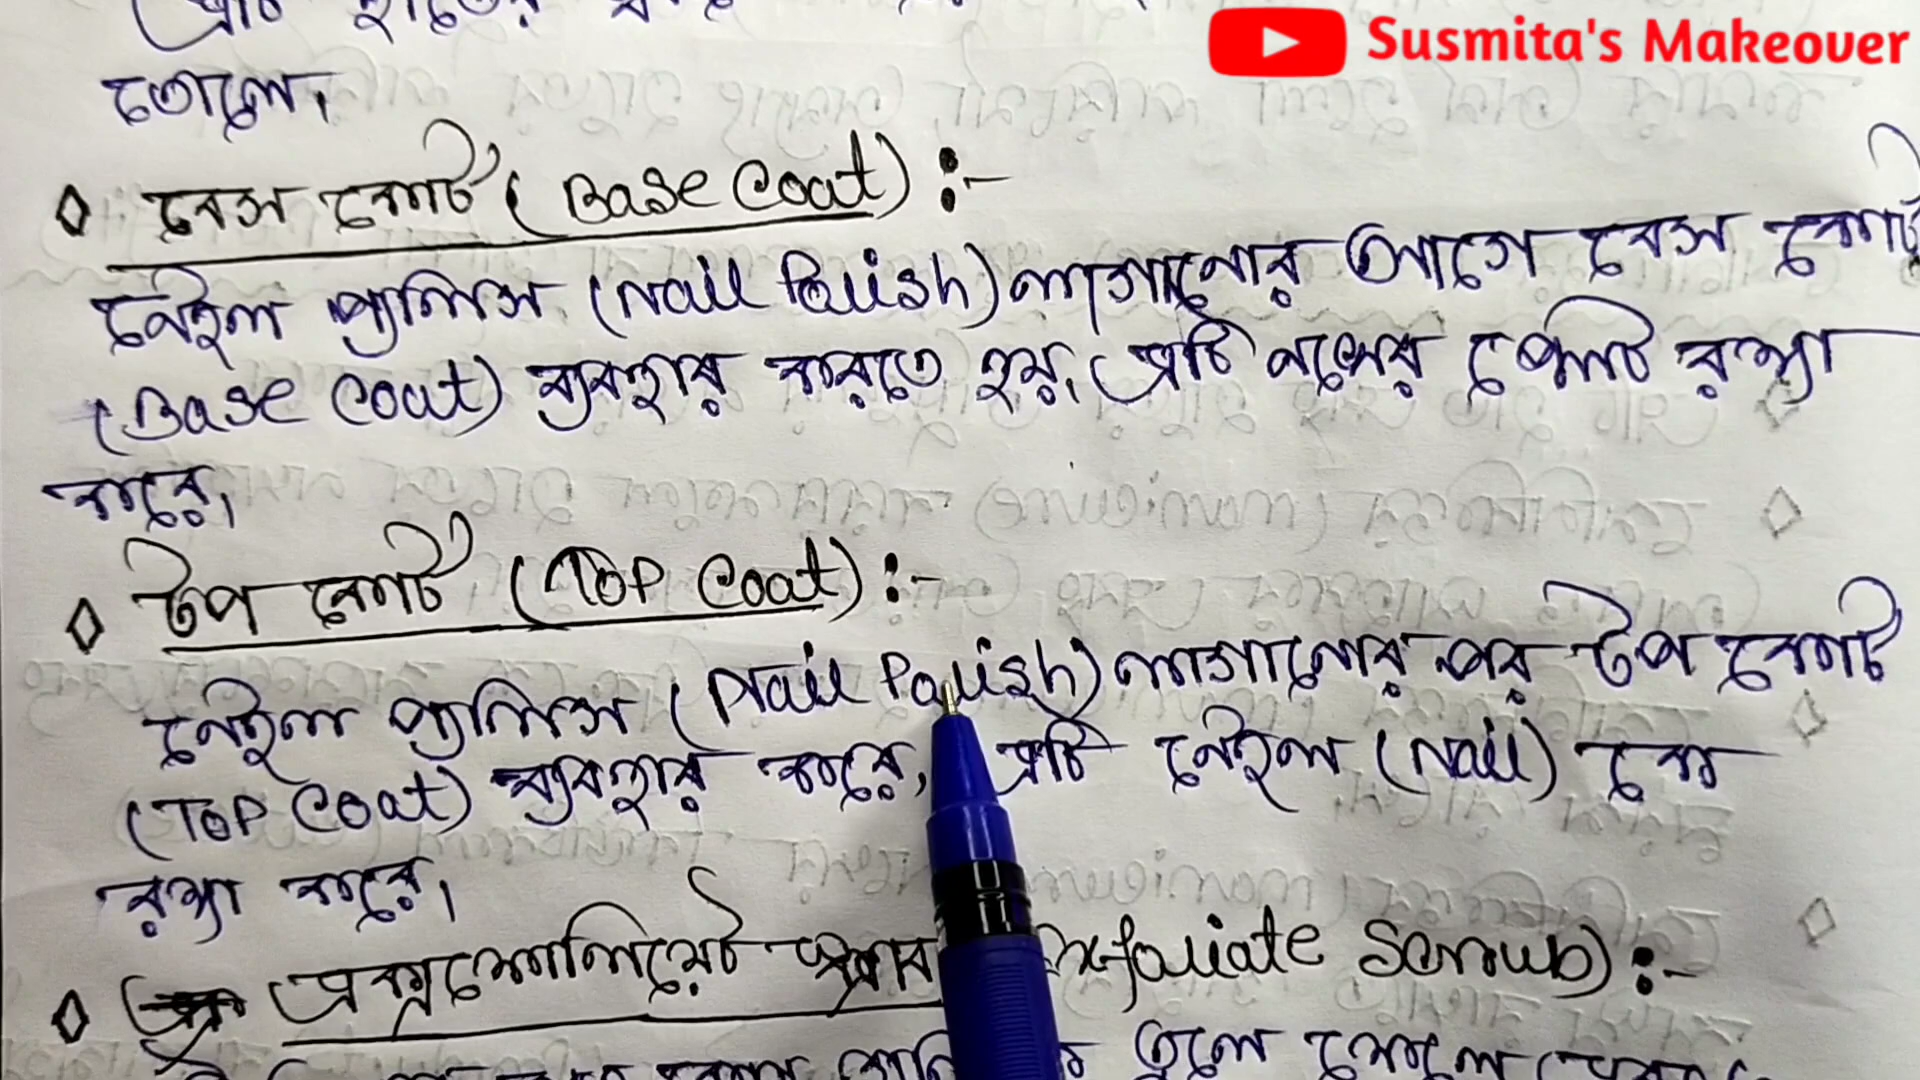 Susmita's Makeover
তোলে।
◊ বেস কোট (Base Coat) :-
নেইল প্যলিস (Nail Polish) লাগানোর আগে বেস কোট
(Base Coat) ব্যবহার করতে হয়, এটি নখের প্লেট রক্ষা
করে।
◊ টপ কোট (Top Coat) :-
নেইল প্যলিস (Nail Polish) লাগানোর পর টপ কোট
(Top Coat) ব্যবহার করে, এটি নেইল (Nail) কে
রক্ষা করে।
◊ এক্সফোলিয়েট স্ক্রাব Exfoliate Scrub) :-
তুলে ফেলে